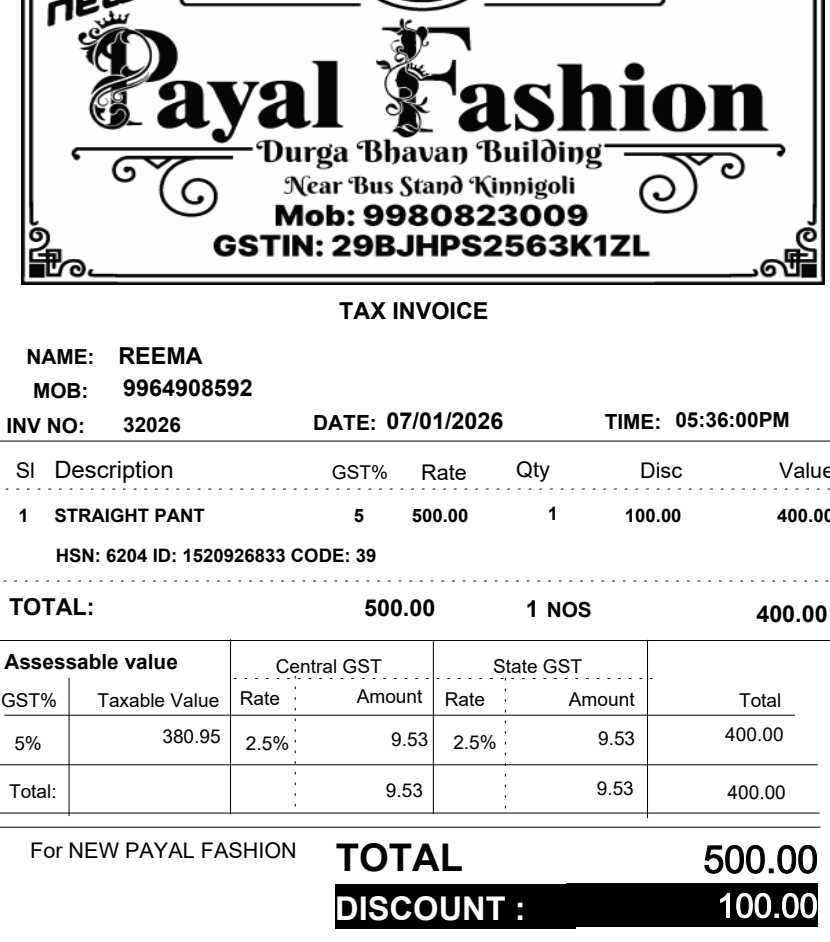 new
Payal Fashion
Durga Bhavan Building
Near Bus Stand Kinnigoli
Mob: 9980823009
GSTIN: 29BJHPS2563K1ZL
TAX INVOICE
NAME: REEMA
MOB: 9964908592
INV NO: 32026 DATE: 07/01/2026 TIME: 05:36:00PM
Sl Description GST% Rate Qty Disc Value
1 STRAIGHT PANT 5 500.00 1 100.00 400.00
HSN: 6204 ID: 1520926833 CODE: 39
TOTAL: 500.00 1 NOS 400.00
Assessable value Central GST State GST
GST% Taxable Value Rate Amount Rate Amount Total
5% 380.95 2.5% 9.53 2.5% 9.53 400.00
Total: 9.53 9.53 400.00
For NEW PAYAL FASHION TOTAL 500.00
DISCOUNT : 100.00